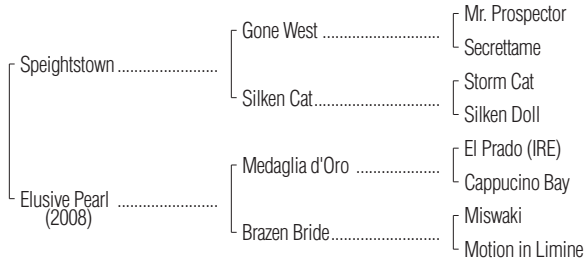 Mr. Prospector
Gone West ........................
Secrettame
Speightstown ....................
Storm Cat
Silken Cat........................
Silken Doll
El Prado (IRE)
Medaglia d'Oro .................
Cappucino Bay
Elusive Pearl ....................
(2008)
Miswaki
Brazen Bride.....................
Motion in Limine